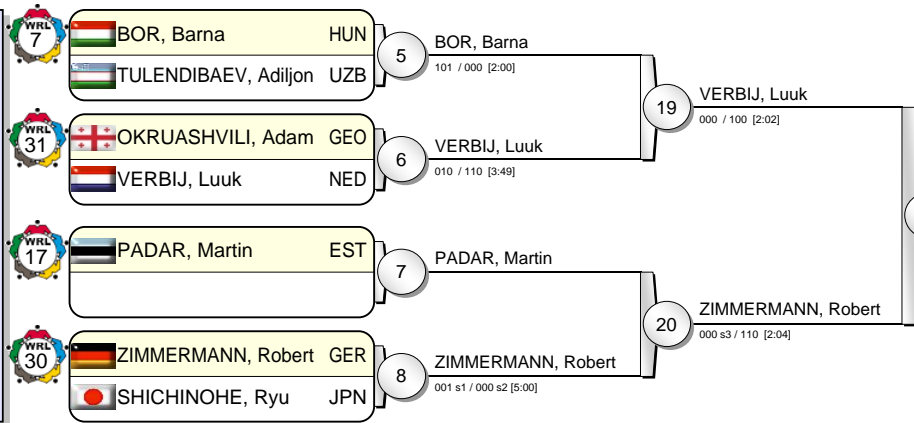 WRL
7
BOR, Barna HUN
TULENDIBAEV, Adiljon UZB
5
BOR, Barna
101 / 000 [2:00]
WRL
31
OKRUASHVILI, Adam GEO
VERBIJ, Luuk NED
6
VERBIJ, Luuk
010 / 110 [3:49]
19
VERBIJ, Luuk
000 / 100 [2:02]
WRL
17
PADAR, Martin EST
7
PADAR, Martin
WRL
30
ZIMMERMANN, Robert GER
SHICHINOHE, Ryu JPN
8
ZIMMERMANN, Robert
001 s1 / 000 s2 [5:00]
20
ZIMMERMANN, Robert
000 s3 / 110 [2:04]